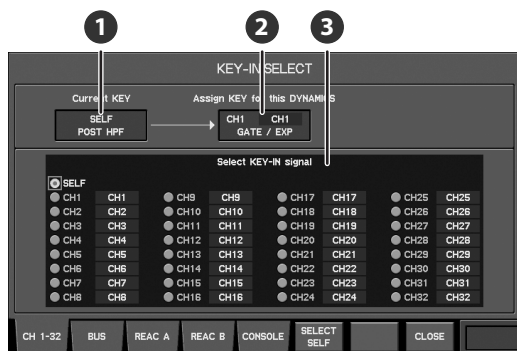 1 2 3
KEY-IN SELECT
Current KEY Assign KEY for this DYNAMICS
SELF CH1 CH1
POST HPF GATE / EXP
Select KEY-IN signal
SELF
CH1 CH1 CH9 CH9 CH17 CH17 CH25 CH25
CH2 CH2 CH10 CH10 CH18 CH18 CH26 CH26
CH3 CH3 CH11 CH11 CH19 CH19 CH27 CH27
CH4 CH4 CH12 CH12 CH20 CH20 CH28 CH28
CH5 CH5 CH13 CH13 CH21 CH21 CH29 CH29
CH6 CH6 CH14 CH14 CH22 CH22 CH30 CH30
CH7 CH7 CH15 CH15 CH23 CH23 CH31 CH31
CH8 CH8 CH16 CH16 CH24 CH24 CH32 CH32
CH 1-32 BUS REAC A REAC B CONSOLE SELECT SELF CLOSE